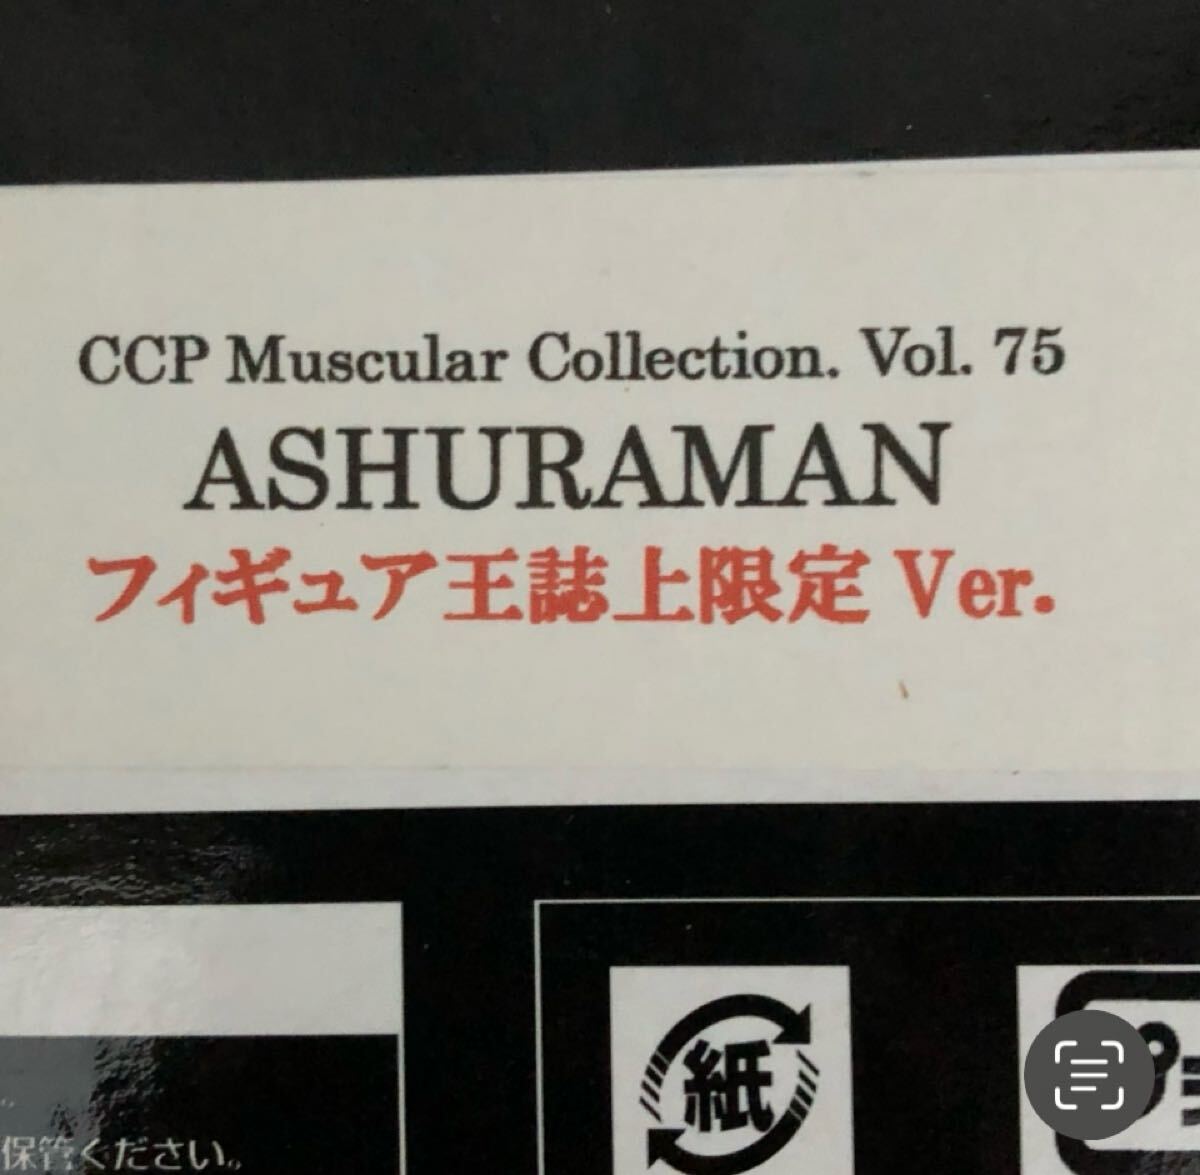 CCP Muscular Collection. Vol. 75
ASHURAMAN
フィギュア王誌上限定 Ver.
紙
保管ください。